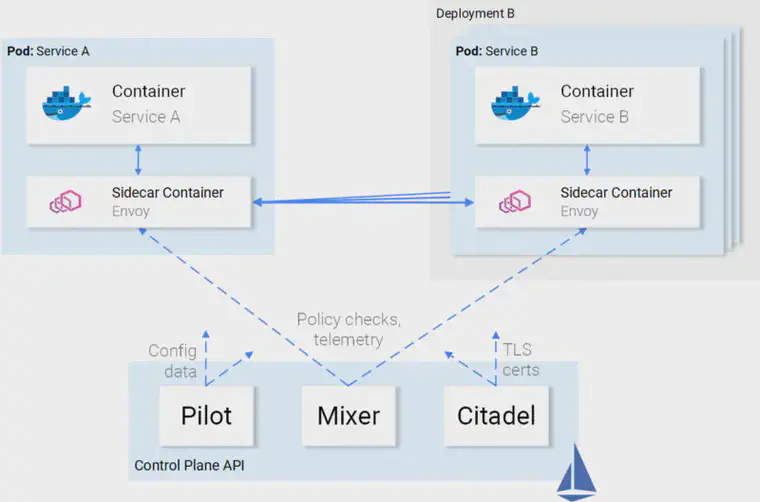 Deployment B
Pod: Service A
Container
Service A
Sidecar Container
Envoy
Pod: Service B
Container
Service B
Sidecar Container
Envoy
Policy checks,
telemetry
Config
data
TLS
certs
Pilot
Mixer
Citadel
Control Plane API